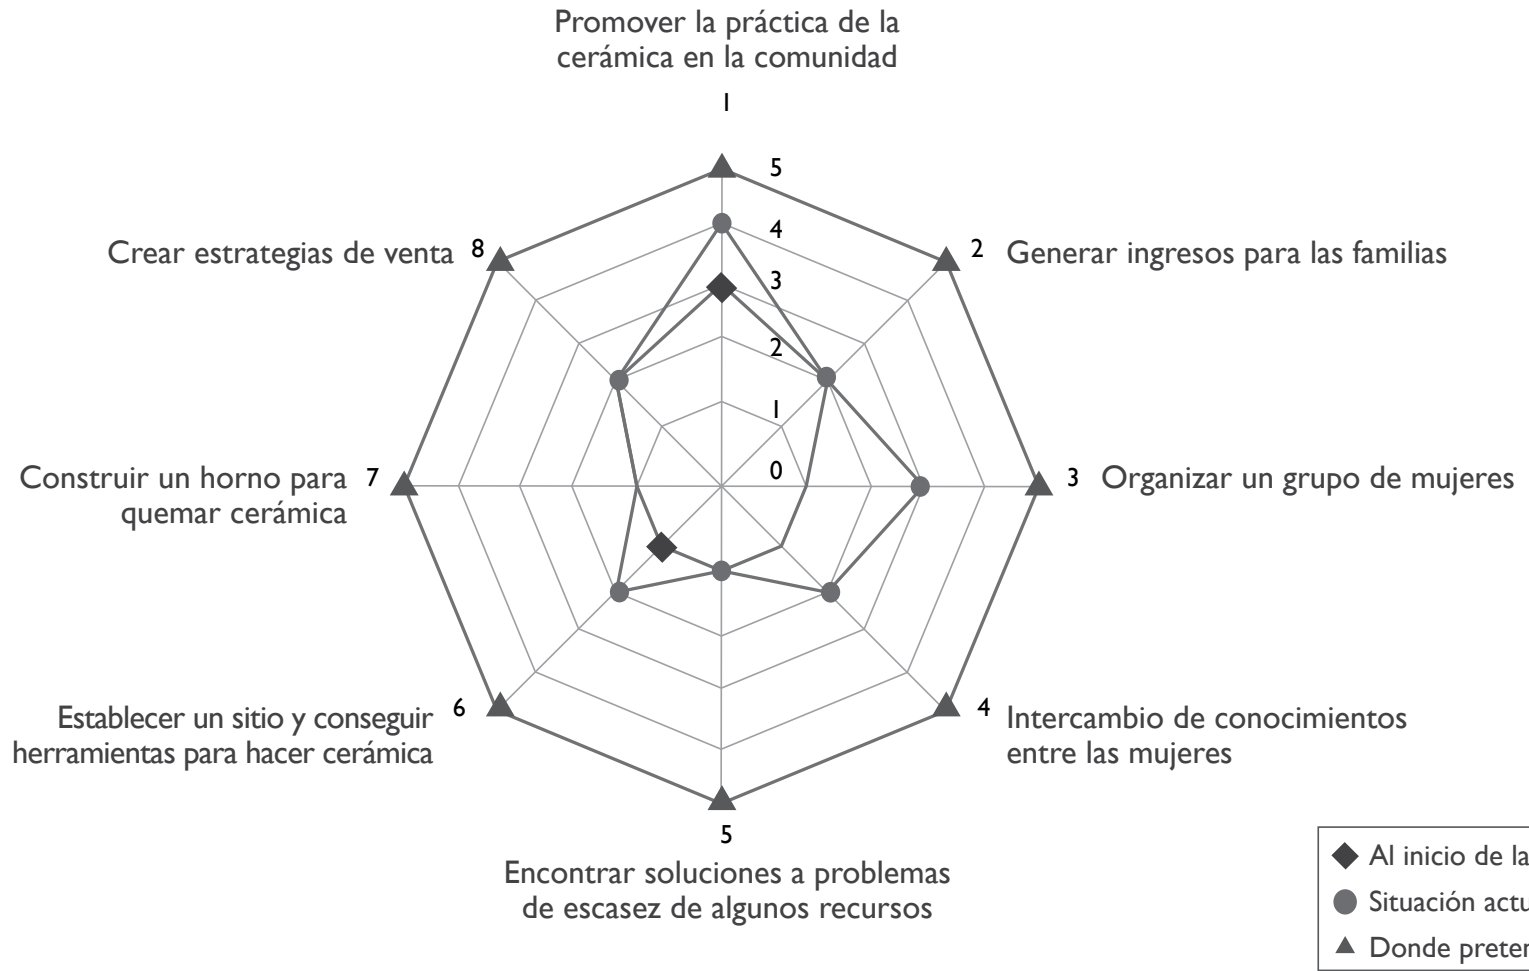 Promover la práctica de la
cerámica en la comunidad
1
5
4
3
2
1
0
2 Generar ingresos para las familias
3 Organizar un grupo de mujeres
4 Intercambio de conocimientos
entre las mujeres
5
Encontrar soluciones a problemas
de escasez de algunos recursos
Establecer un sitio y conseguir 6
herramientas para hacer cerámica
Construir un horno para 7
quemar cerámica
Crear estrategias de venta 8
Al inicio de la
Situación
Donde